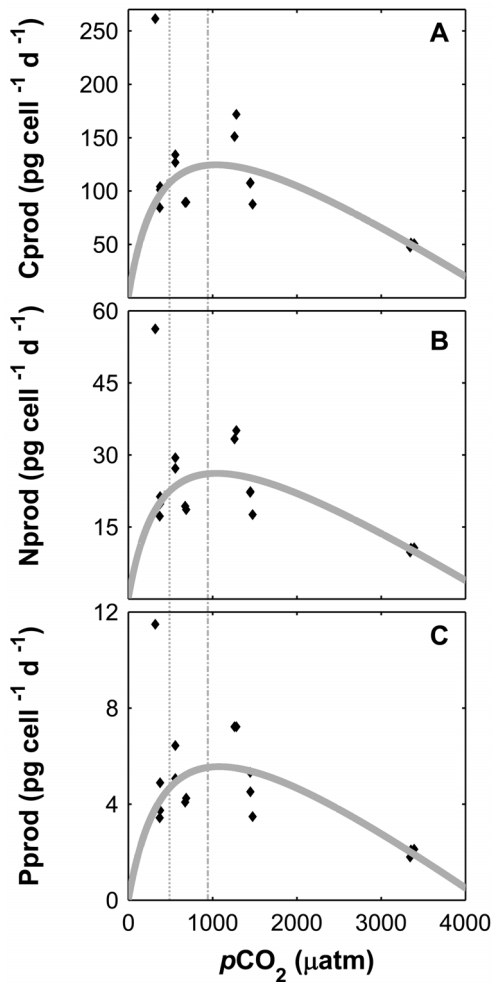 A
Cprod (pg cell⁻¹ d⁻¹)
250
200
150
100
50
B
Nprod (pg cell⁻¹ d⁻¹)
60
45
30
15
C
Pprod (pg cell⁻¹ d⁻¹)
12
8
4
0
0 1000 2000 3000 4000
pCO₂ (μatm)